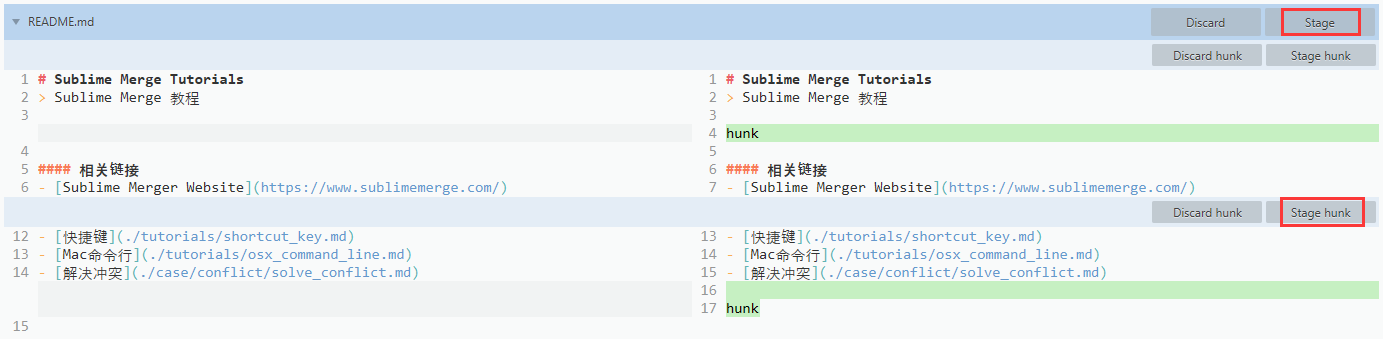 README.md Discard Stage
Discard hunk Stage hunk
1 # Sublime Merge Tutorials 1 # Sublime Merge Tutorials
2 > Sublime Merge 教程 2 > Sublime Merge 教程
3 3
4 hunk
4 5
5 #### 相关链接 6 #### 相关链接
6 - [Sublime Merger Website](https://www.sublimemerge.com/) 7 - [Sublime Merger Website](https://www.sublimemerge.com/)
Discard hunk Stage hunk
12 - [快捷键](./tutorials/shortcut_key.md) 13 - [快捷键](./tutorials/shortcut_key.md)
13 - [Mac命令行](./tutorials/osx_command_line.md) 14 - [Mac命令行](./tutorials/osx_command_line.md)
14 - [解决冲突](./case/conflict/solve_conflict.md) 15 - [解决冲突](./case/conflict/solve_conflict.md)
16
17 hunk
15